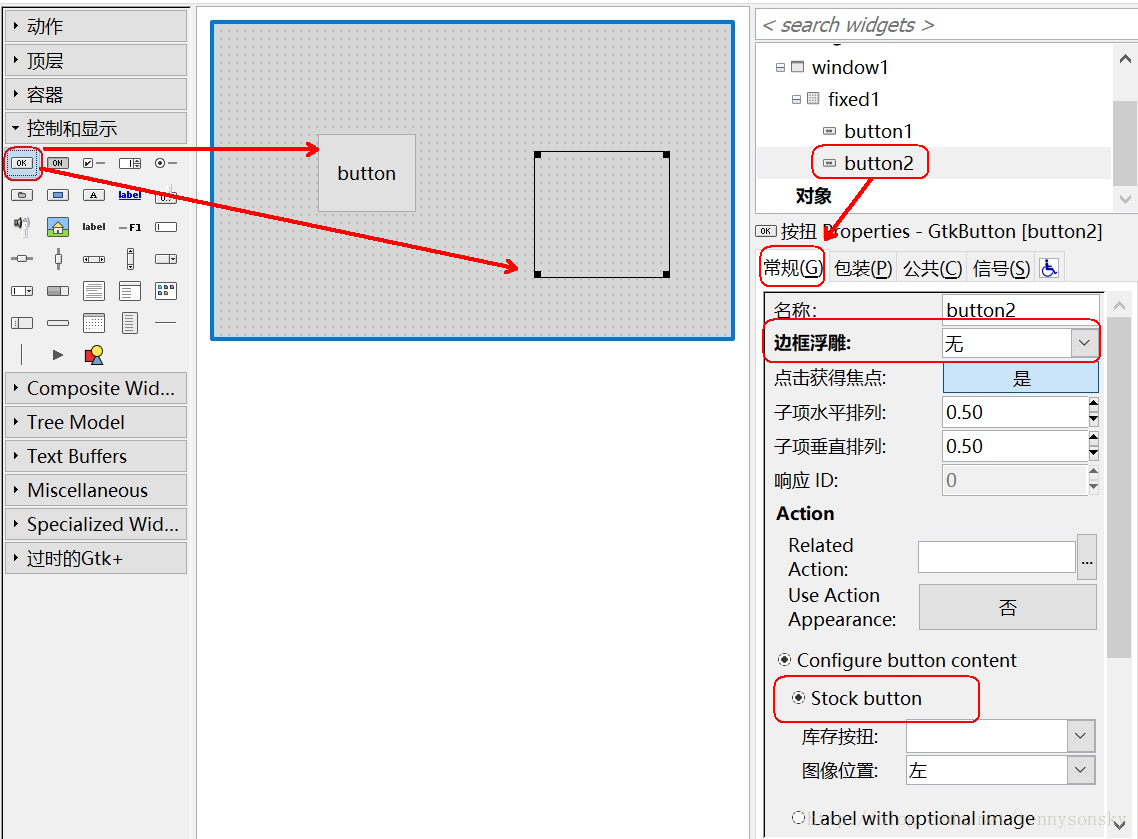 动作
顶层
容器
控制和显示
OK
ON
A
label
label
F1
Composite Wid...
Tree Model
Text Buffers
Miscellaneous
Specialized Wid...
过时的Gtk+
button
< search widgets >
window1
fixed1
button1
button2
对象
OK 按扭 Properties - GtkButton [button2]
常规(G) 包装(P) 公共(C) 信号(S)
名称: button2
边框浮雕: 无
点击获得焦点: 是
子项水平排列: 0.50
子项垂直排列: 0.50
响应 ID: 0
Action
Related
Action: ...
Use Action
Appearance: 否
Configure button content
Stock button
库存按扭:
图像位置: 左
Label with optional image